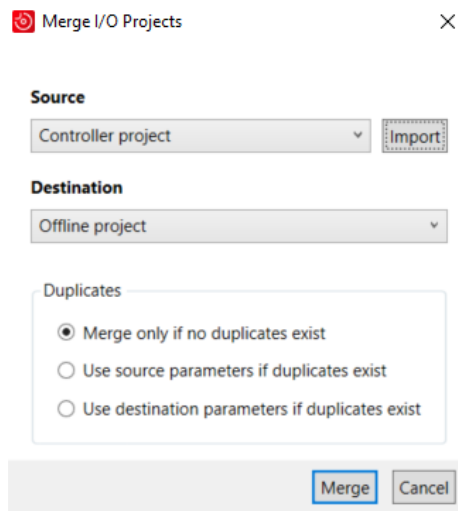 Merge I/O Projects
Source
Controller project
Import
Destination
Offline project
Duplicates
Merge only if no duplicates exist
Use source parameters if duplicates exist
Use destination parameters if duplicates exist
Merge
Cancel